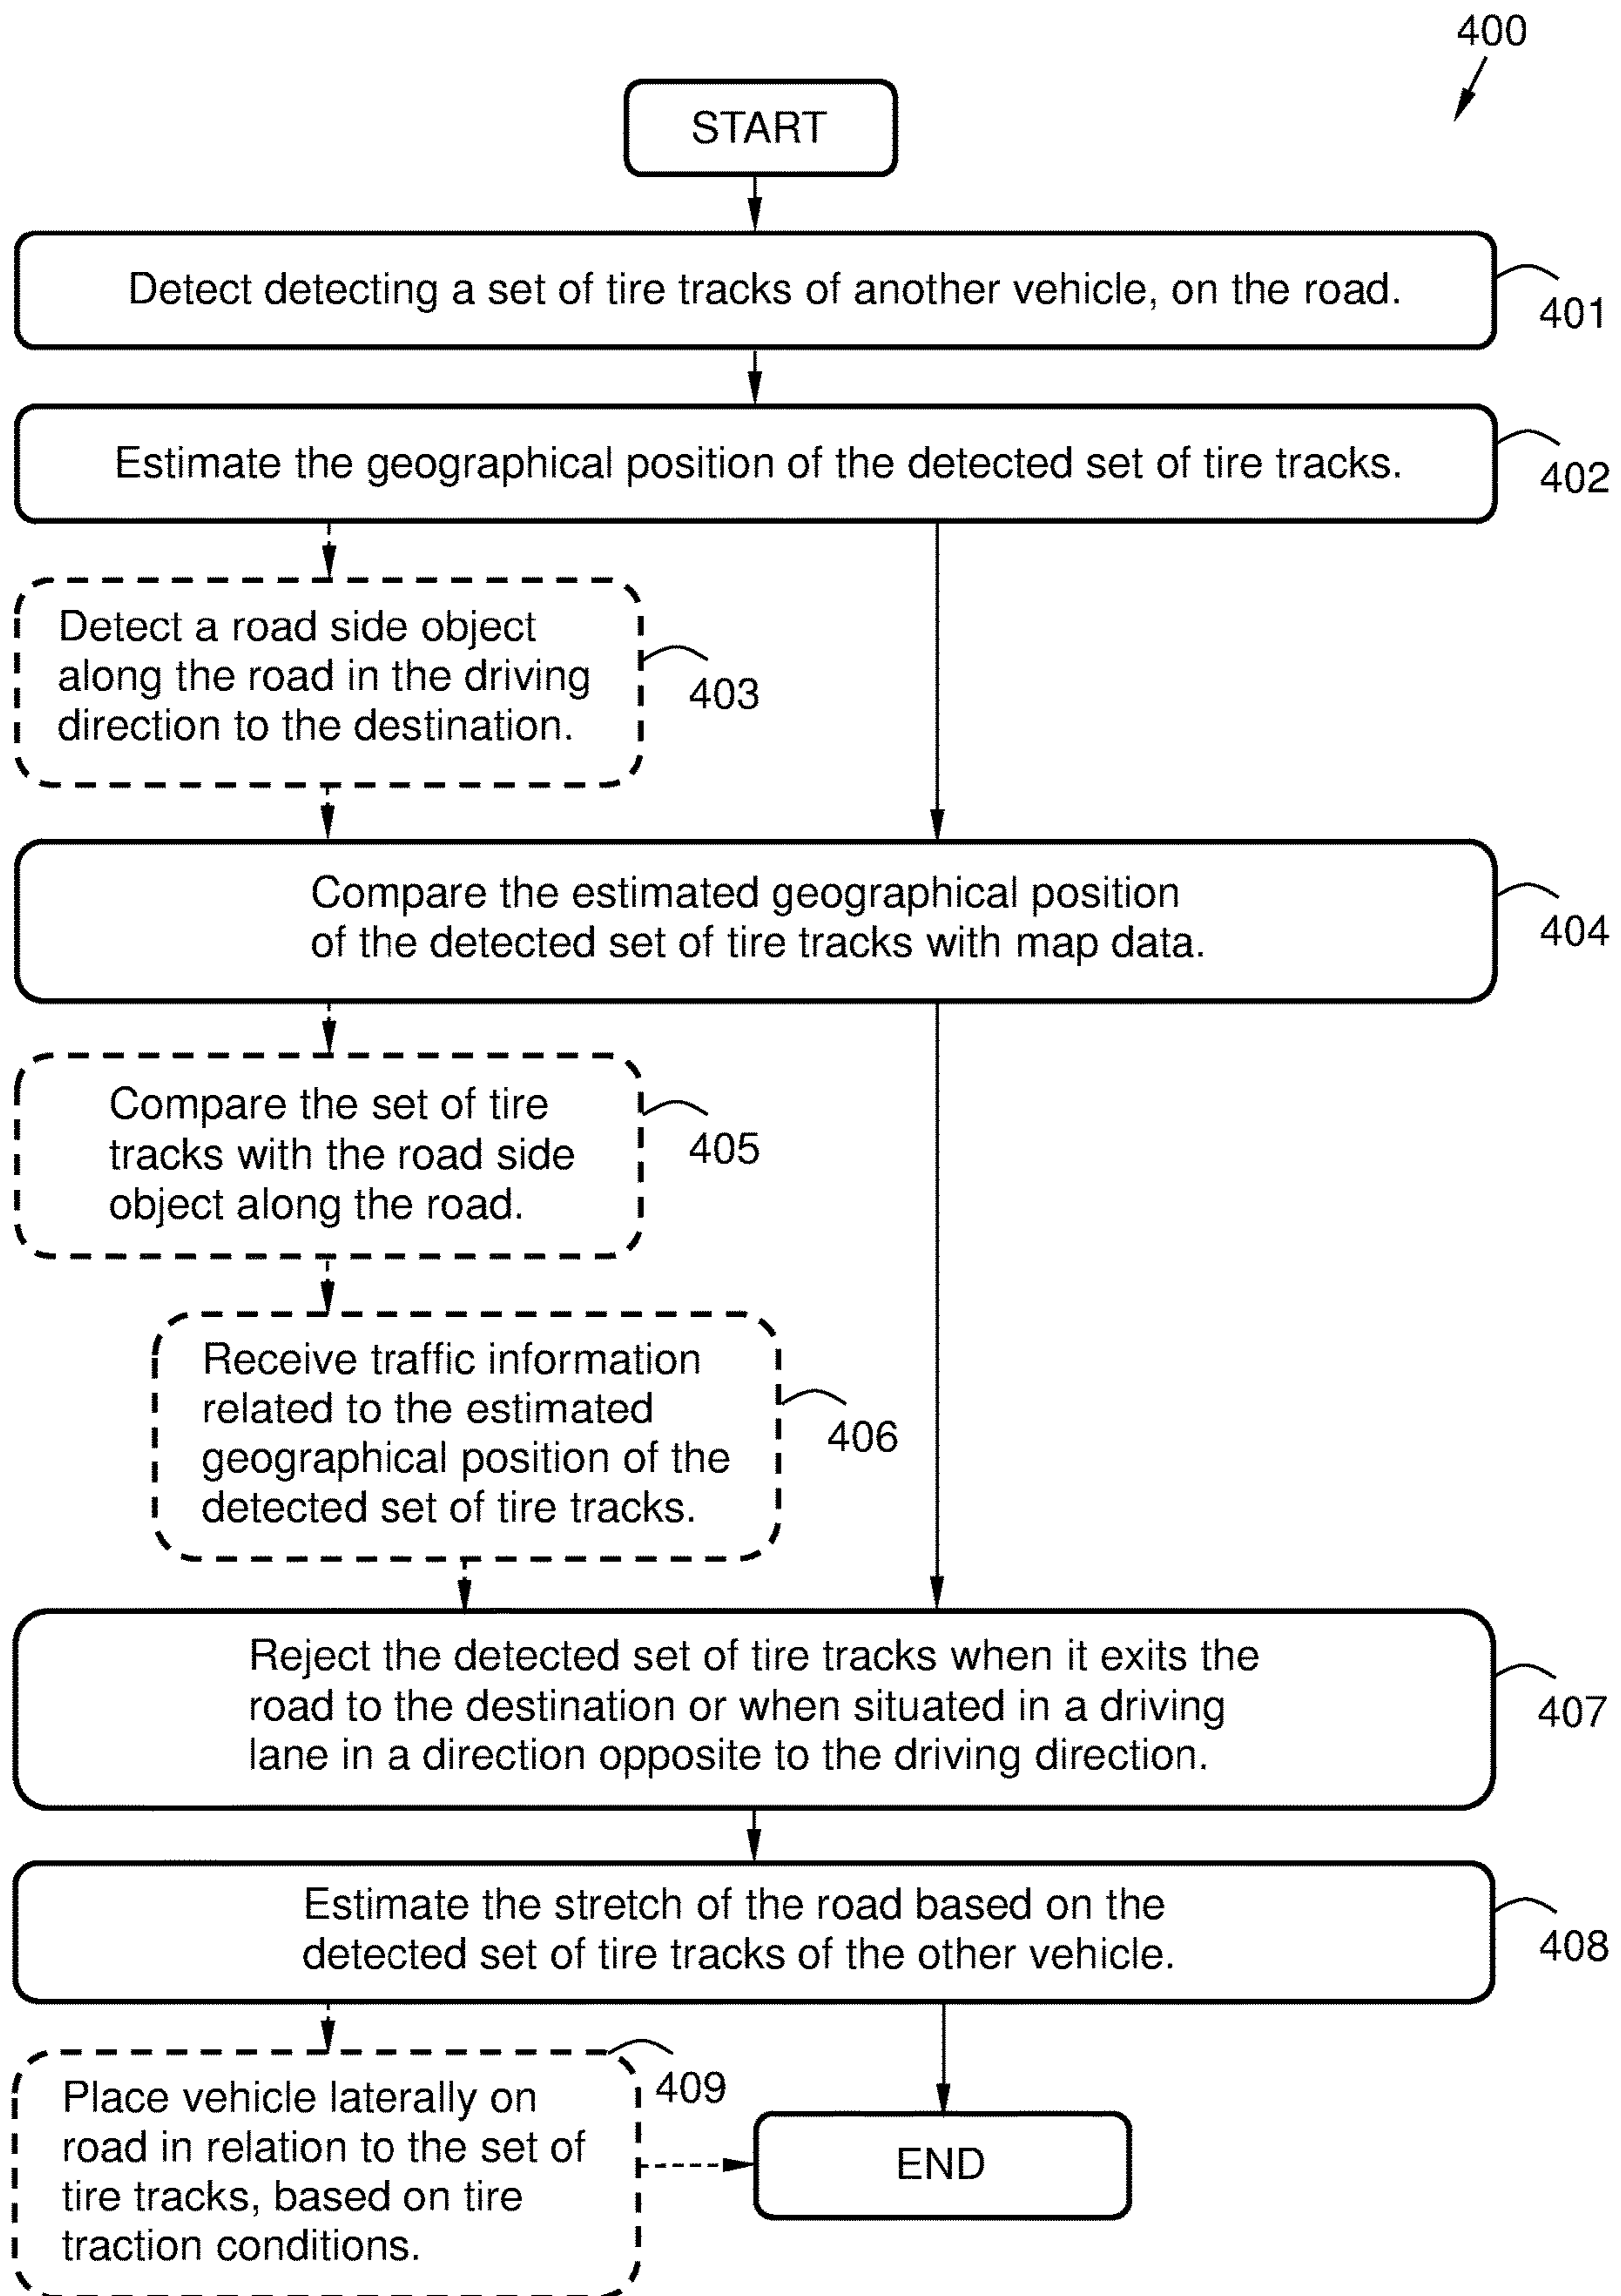 400
START
Detect detecting a set of tire tracks of another vehicle, on the road.
401
Estimate the geographical position of the detected set of tire tracks.
402
Detect a road side object
along the road in the driving
direction to the destination.
403
Compare the estimated geographical position
of the detected set of tire tracks with map data.
404
Compare the set of tire
tracks with the road side
object along the road.
405
Receive traffic information
related to the estimated
geographical position of the
detected set of tire tracks.
406
Reject the detected set of tire tracks when it exits the
road to the destination or when situated in a driving
lane in a direction opposite to the driving direction.
407
Estimate the stretch of the road based on the
detected set of tire tracks of the other vehicle.
408
Place vehicle laterally on
road in relation to the set of
tire tracks, based on tire
traction conditions.
409
END